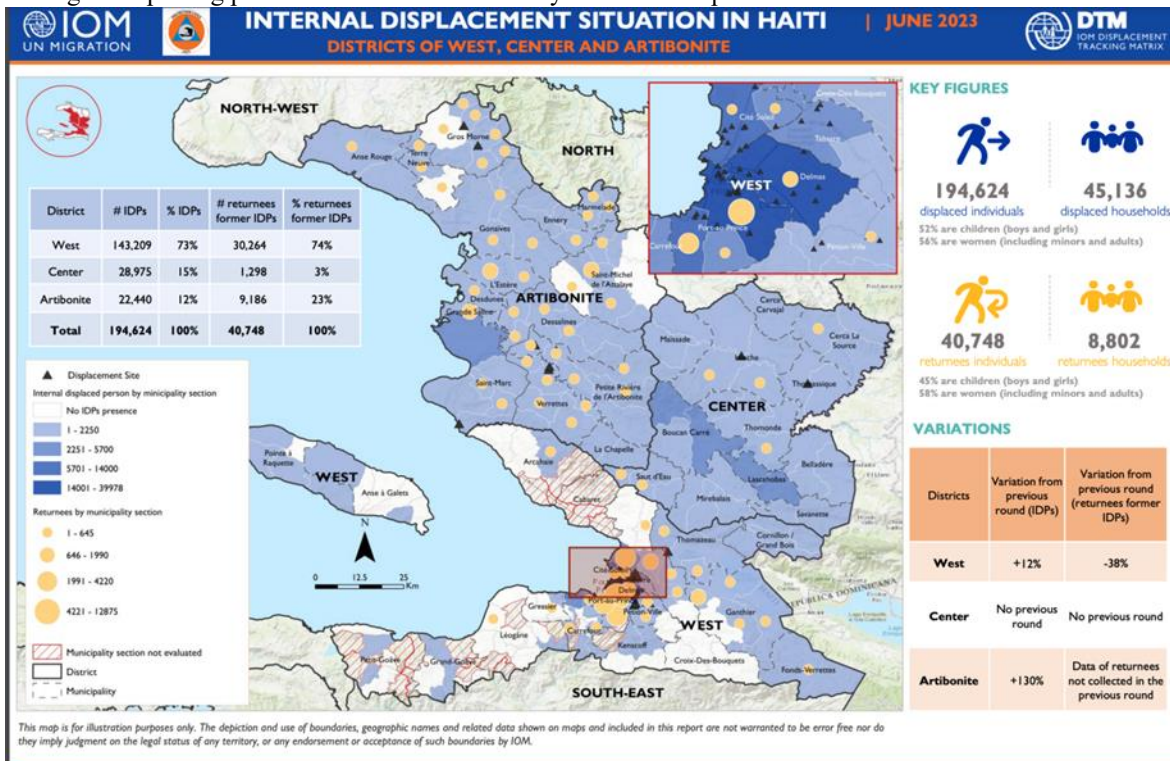 IOM
UN MIGRATION
INTERNAL DISPLACEMENT SITUATION IN HAITI
| JUNE 2023
DISTRICTS OF WEST, CENTER AND ARTIBONITE
DTM
IOM DISPLACEMENT
TRACKING MATRIX
NORTH-WEST
NORTH
Gros Morne
Anse Rouge
Terre
Neuve
Marmelade
Ennery
Gonaives
Saint-Michel
de l'Attalaye
L'Estère
Desdunes
Grande Saline
ARTIBONITE
Dessalines
Saint-Marc
Verrettes
Petite Rivière
de l'Artibonite
La Chapelle
Cerca
Carvajal
Maissade
Cerca La
Source
Thomassique
CENTER
Thomonde
Boucan Carré
Lascahobas
Belladère
Mirebalais
Savanette
Saut d'Eau
Arcahaie
Cabaret
Cornillon /
Grand Bois
Thomazeau
Pointe à
Raquette
WEST
Anse à Galets
Delmas
Port-au-Prince
Pétion-Ville
Gressier
Carrefour
Léogâne
Petit-Goâve
Grand-Goâve
Kenscoff
WEST
Ganthier
Croix-Des-Bouquets
Fonds-Verrettes
SOUTH-EAST
REPUBLICA DOMINICANA
Croix-Des-Bouquets
Cité Soleil
Tabarre
WEST
Delmas
Port-au-Prince
Carrefour
Pétion-Ville
N
0 12.5 25
Km
District # IDPs % IDPs # returnees former IDPs % returnees former IDPs
West 143,209 73% 30,264 74%
Center 28,975 15% 1,298 3%
Artibonite 22,440 12% 9,186 23%
Total 194,624 100% 40,748 100%
Displacement Site
Internal displaced person by minicipality section
No IDPs presence
1 - 2250
2251 - 5700
5701 - 14000
14001 - 39978
Returnees by municipality section
1 - 645
646 - 1990
1991 - 4220
4221 - 12875
Municipality section not evaluated
District
Municipality
KEY FIGURES
194,624 45,136
displaced individuals displaced households
52% are children (boys and girls)
56% are women (including minors and adults)
40,748 8,802
returnees individuals returnees households
45% are children (boys and girls)
58% are women (including minors and adults)
VARIATIONS
Districts Variation from previous round (IDPs) Variation from previous round (returnees former IDPs)
West +12% -38%
Center No previous round No previous round
Artibonite +130% Data of returnees not collected in the previous round
This map is for illustration purposes only. The depiction and use of boundaries, geographic names and related data shown on maps and included in this report are not warranted to be error free nor do
they imply judgment on the legal status of any territory, or any endorsement or acceptance of such boundaries by IOM.